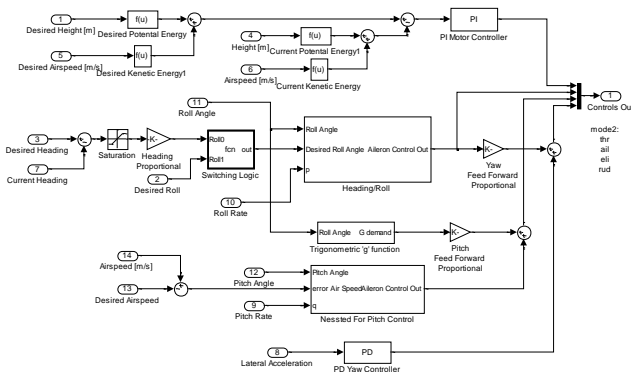 1
Desired Height [m]
f(u)
Desired Potental Energy
5
Desired Airspeed [m/s]
f(u)
Desired Kenetic Energy1
4
Height [m]
f(u)
Current Potental Energy1
6
Airspeed [m/s]
f(u)
Current Kenetic Energy
PI
PI Motor Controller
1
Controls Ou
mode2:
thr
ail
eli
rud
11
Roll Angle
3
Desired Heading
7
Current Heading
Saturation
-K-
Heading
Proportional
2
Desired Roll
Roll0
fcn out
Roll1
Switching Logic
10
Roll Rate
Roll Angle
Desired Roll Angle Aileron Control Out
p
Heading/Roll
K-
Yaw
Feed Forward
Proportional
Roll Angle G demand
Trigonometric 'g' function
K-
Pitch
Feed Forward
Proportional
14
Airspeed [m/s]
13
Desired Airspeed
12
Pitch Angle
9
Pitch Rate
Pitch Angle
error Air Speed Aileron Control Out
q
Nessted For Pitch Control
8
Lateral Acceleration
PD
PD Yaw Controller